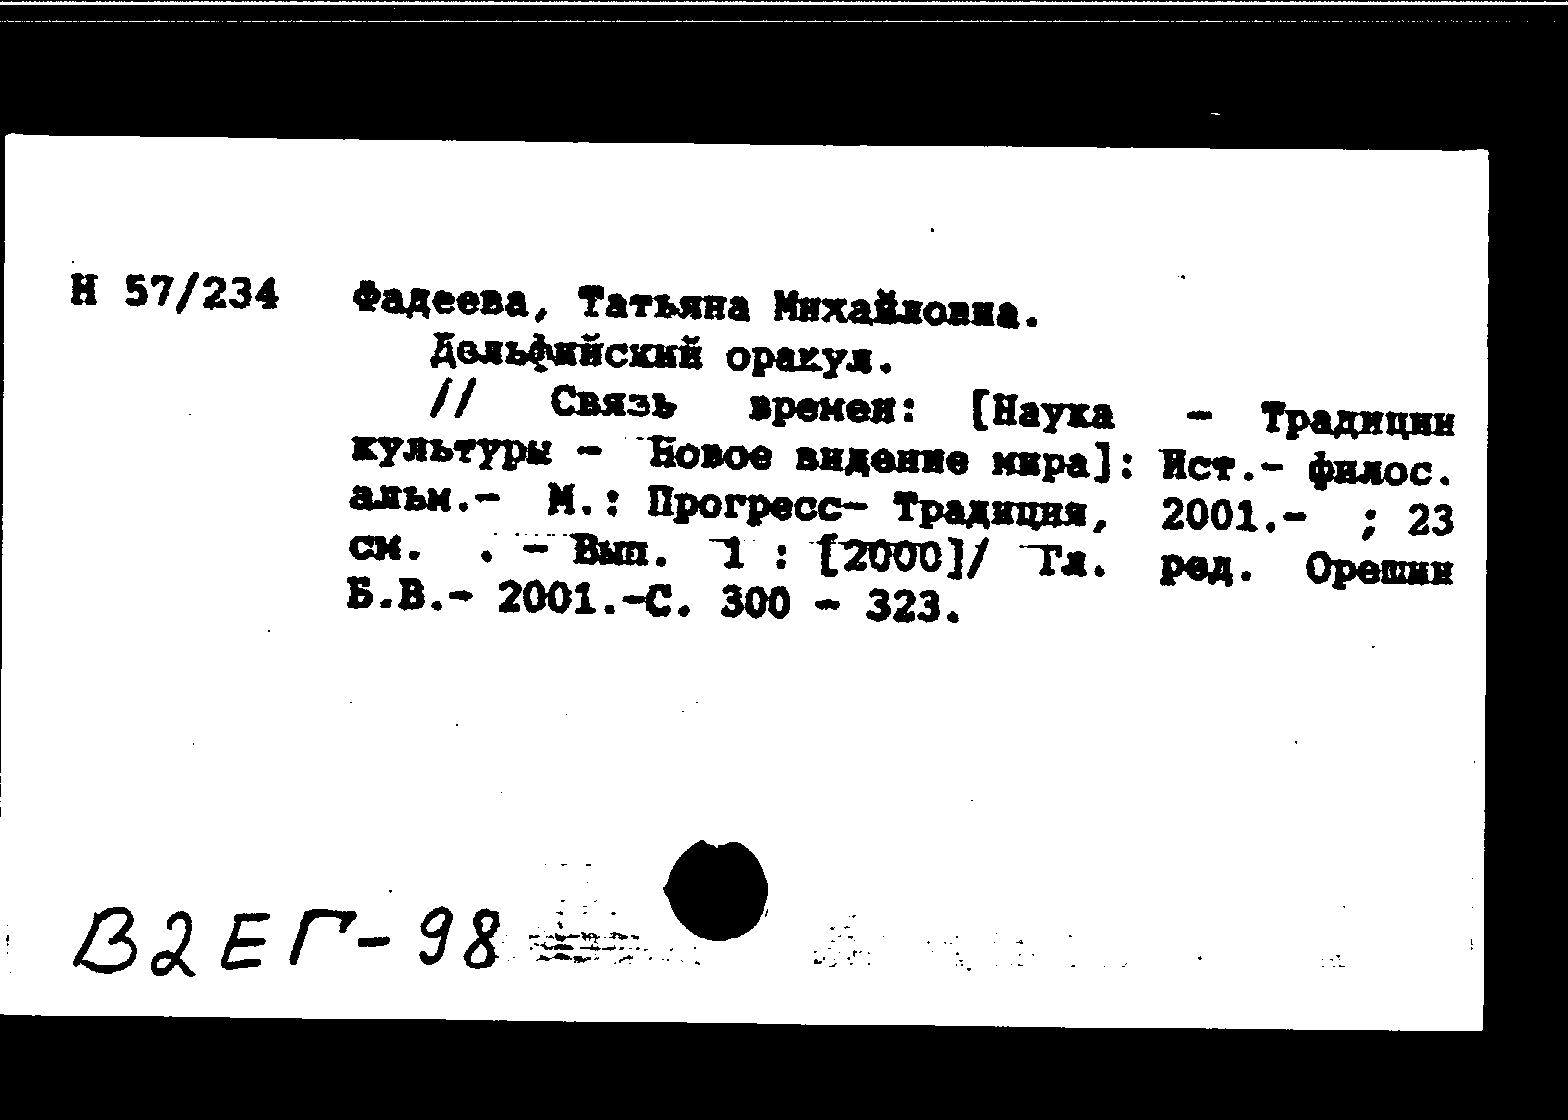 Н 57/234 Фадеева, Татьяна Михайловна.
Дельфийский оракул.
// Связь времен: [Наука - Традиции
культуры - Новое видение мира]: Ист.- филос.
альм.- М.: Прогресс- Традиция, 2001.- ; 23
см. . - Вып. 1 : [2000]/ Гл. ред. Орешин
Б.В.- 2001.-С. 300 - 323.
В2ЕГ-98